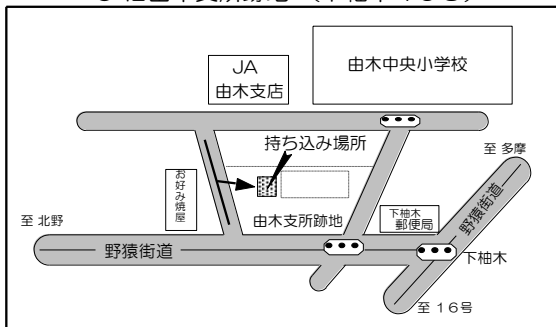 JA
由木支店
由木中央小学校
持ち込み場所
至 多摩
お好み焼屋
至 北野
由木支所跡地
下柚木
郵便局
野猿街道
野猿街道
下柚木
至 16号